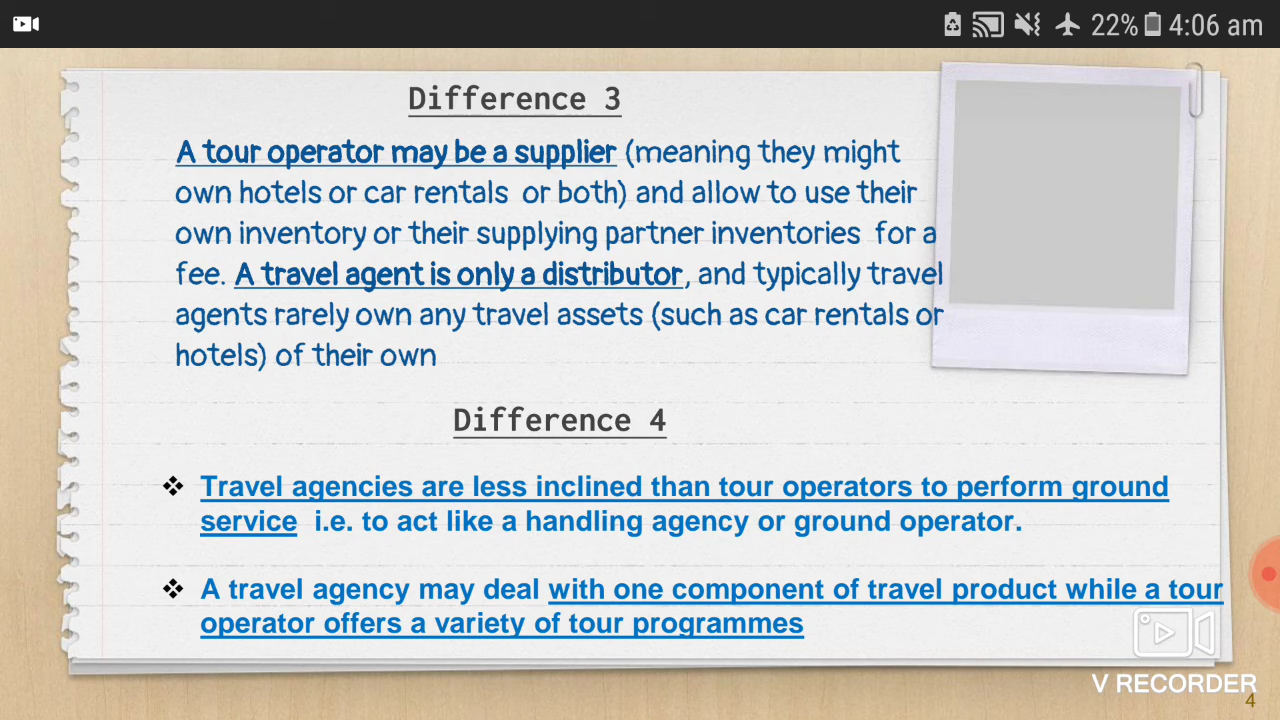 22% 4:06 am
Difference 3
A tour operator may be a supplier (meaning they might
own hotels or car rentals or both) and allow to use their
own inventory or their supplying partner inventories for a
fee. A travel agent is only a distributor, and typically travel
agents rarely own any travel assets (such as car rentals or
hotels) of their own
Difference 4
❖ Travel agencies are less inclined than tour operators to perform ground
service i.e. to act like a handling agency or ground operator.
❖ A travel agency may deal with one component of travel product while a tour
operator offers a variety of tour programmes
V RECORDER
4